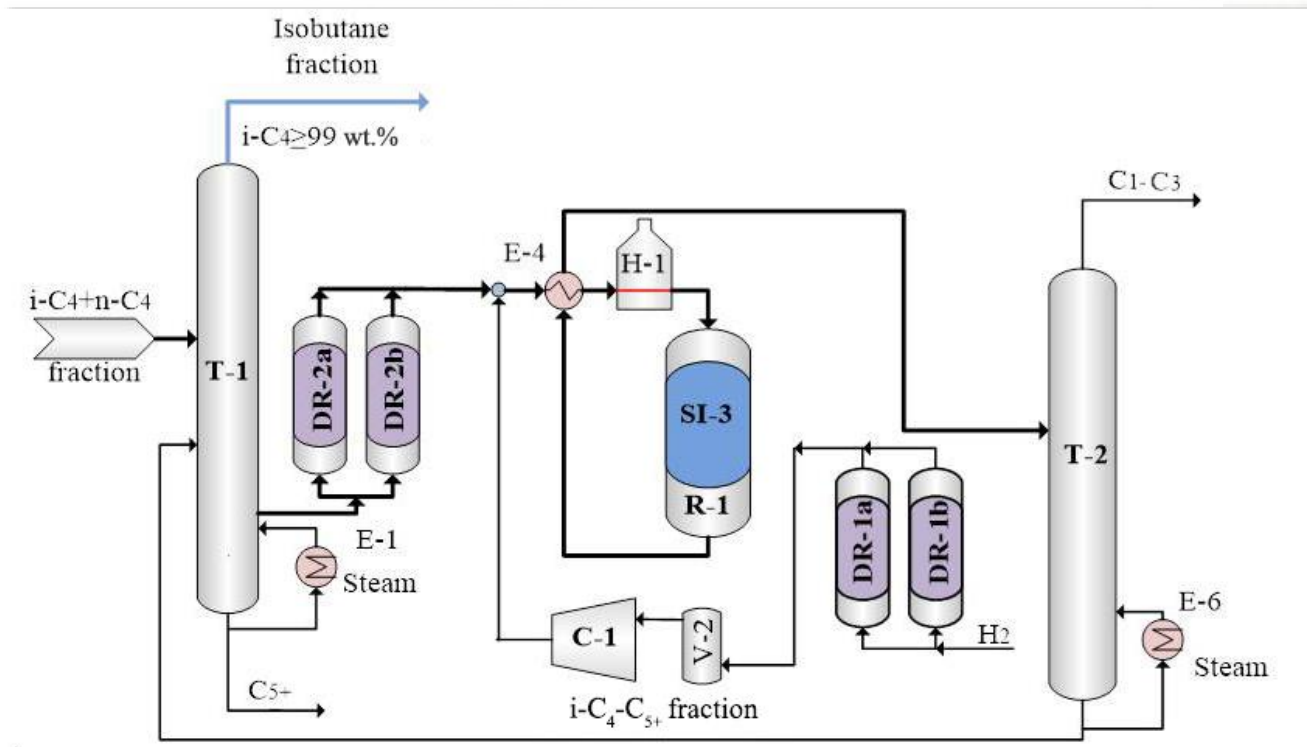 Isobutane
fraction
i-C4≥99 wt.%
C1-C3
E-4
H-1
i-C4+n-C4
fraction
T-1
DR-2a
DR-2b
SI-3
R-1
T-2
DR-1a
DR-1b
E-1
Steam
C-1
V-2
H2
E-6
Steam
C5+
i-C4-C5+ fraction